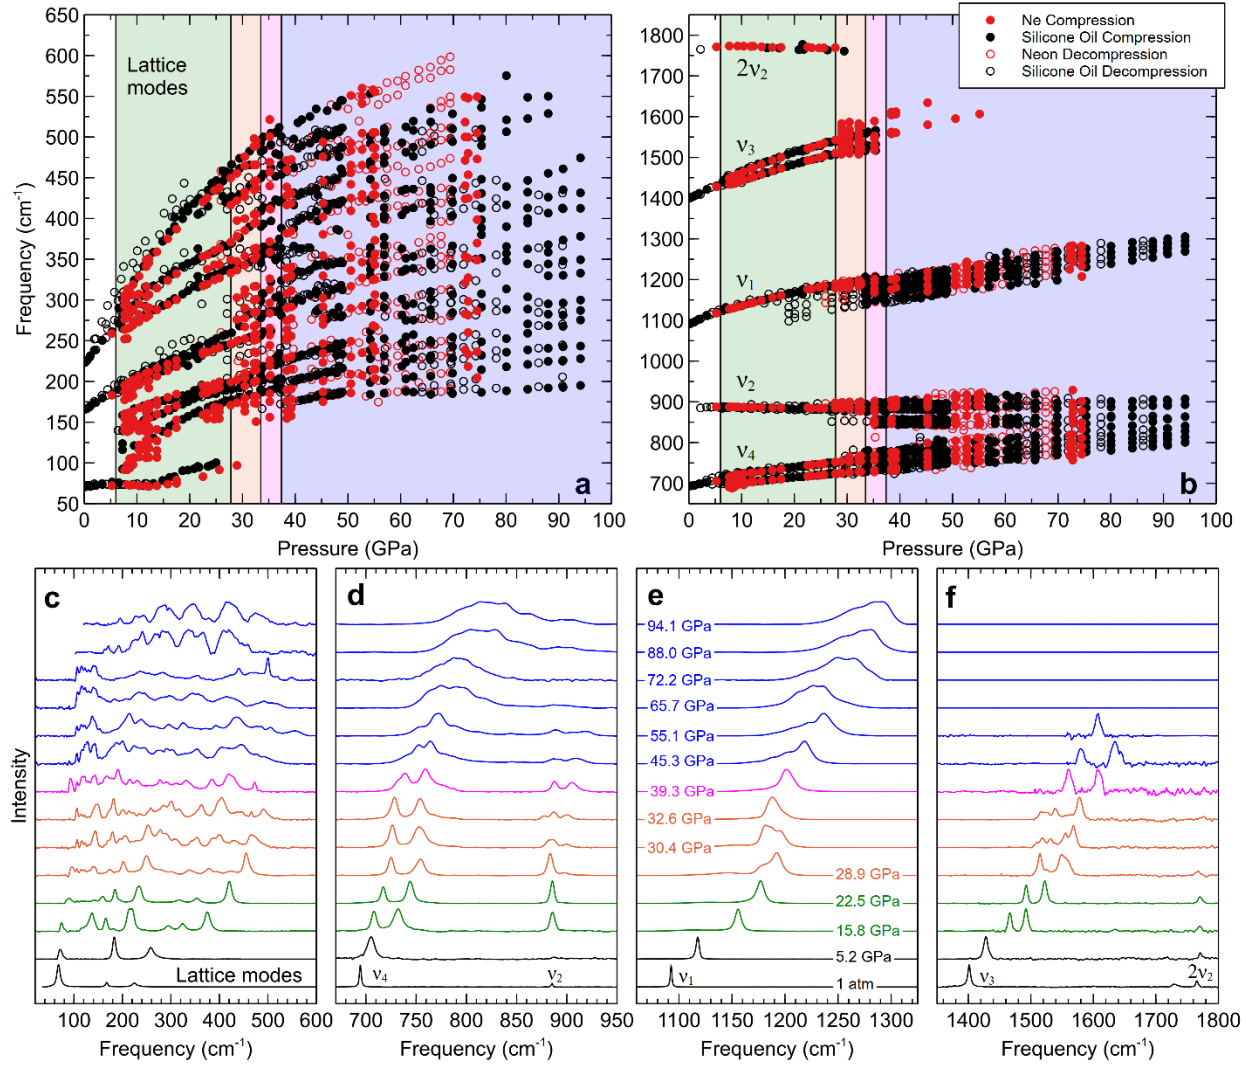 650
600
550
500
450
400
350
300
250
200
150
100
50
Frequency (cm-1)
Lattice
modes
a
0 10 20 30 40 50 60 70 80 90 100
Pressure (GPa)
1800
1700
1600
1500
1400
1300
1200
1100
1000
900
800
700
2ν2
ν3
ν1
ν2
ν4
b
0 10 20 30 40 50 60 70 80 90 100
Pressure (GPa)
Ne Compression
Silicone Oil Compression
Neon Decompression
Silicone Oil Decompression
Intensity
c
Lattice modes
100 200 300 400 500 600
Frequency (cm-1)
d
ν4 ν2
700 750 800 850 900 950
Frequency (cm-1)
e
94.1 GPa
88.0 GPa
72.2 GPa
65.7 GPa
55.1 GPa
45.3 GPa
39.3 GPa
32.6 GPa
30.4 GPa
28.9 GPa
22.5 GPa
15.8 GPa
5.2 GPa
1 atm
ν1
1100 1200 1300
Frequency (cm-1)
f
ν3 2ν2
1400 1500 1600 1700 1800
Frequency (cm-1)